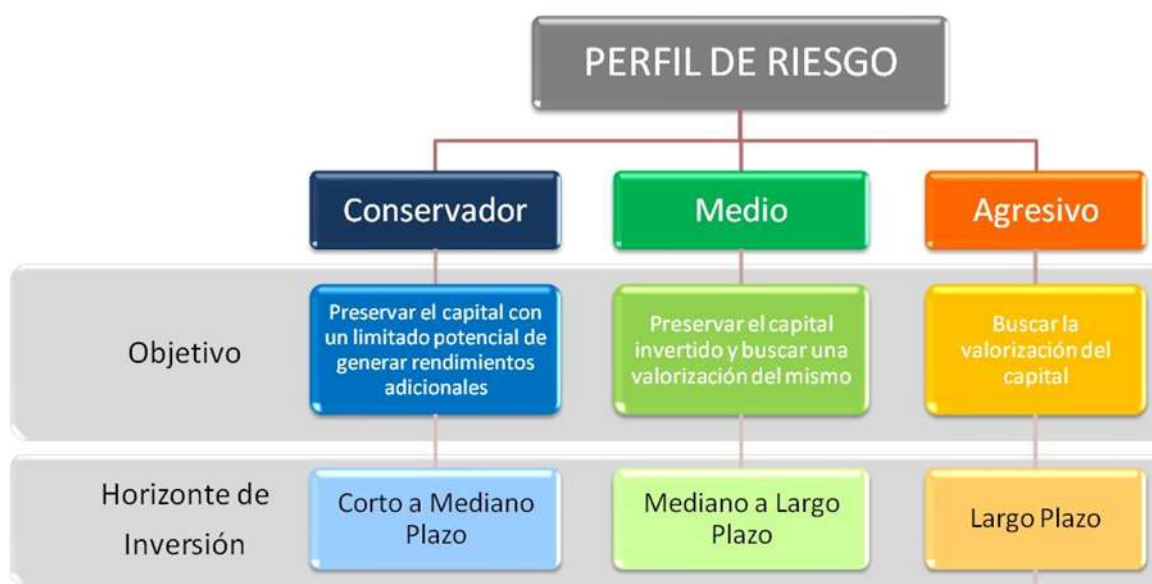 PERFIL DE RIESGO
Conservador
Medio
Agresivo
Objetivo
Preservar el capital con
un limitado potencial de
generar rendimientos
adicionales
Preservar el capital
invertido y buscar una
valorización del mismo
Buscar la
valorización del
capital
Horizonte de
Inversión
Corto a Mediano
Plazo
Mediano a Largo
Plazo
Largo Plazo